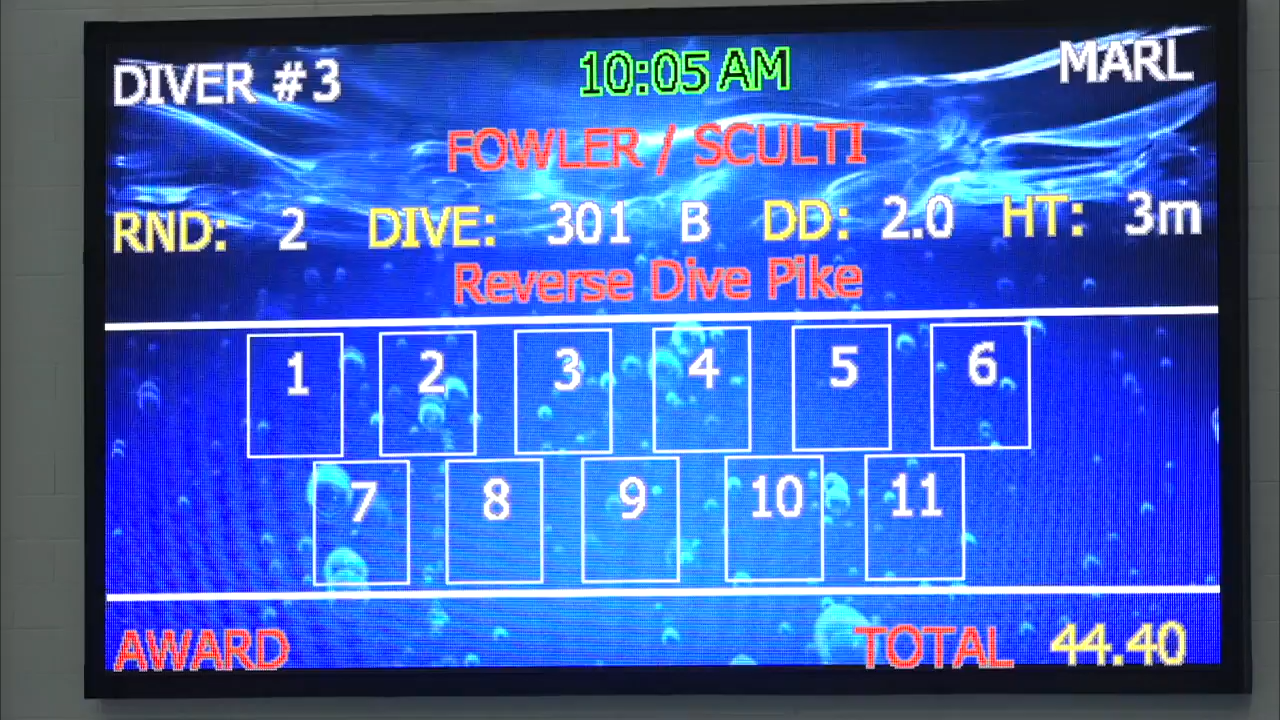 DIVER #3 10:05 AM MARL
FOWLER / SCULTI
RND: 2 DIVE: 301 B DD: 2.0 HT: 3m
Reverse Dive Pike
1 2 3 4 5 6
7 8 9 10 11
AWARD TOTAL 44.40